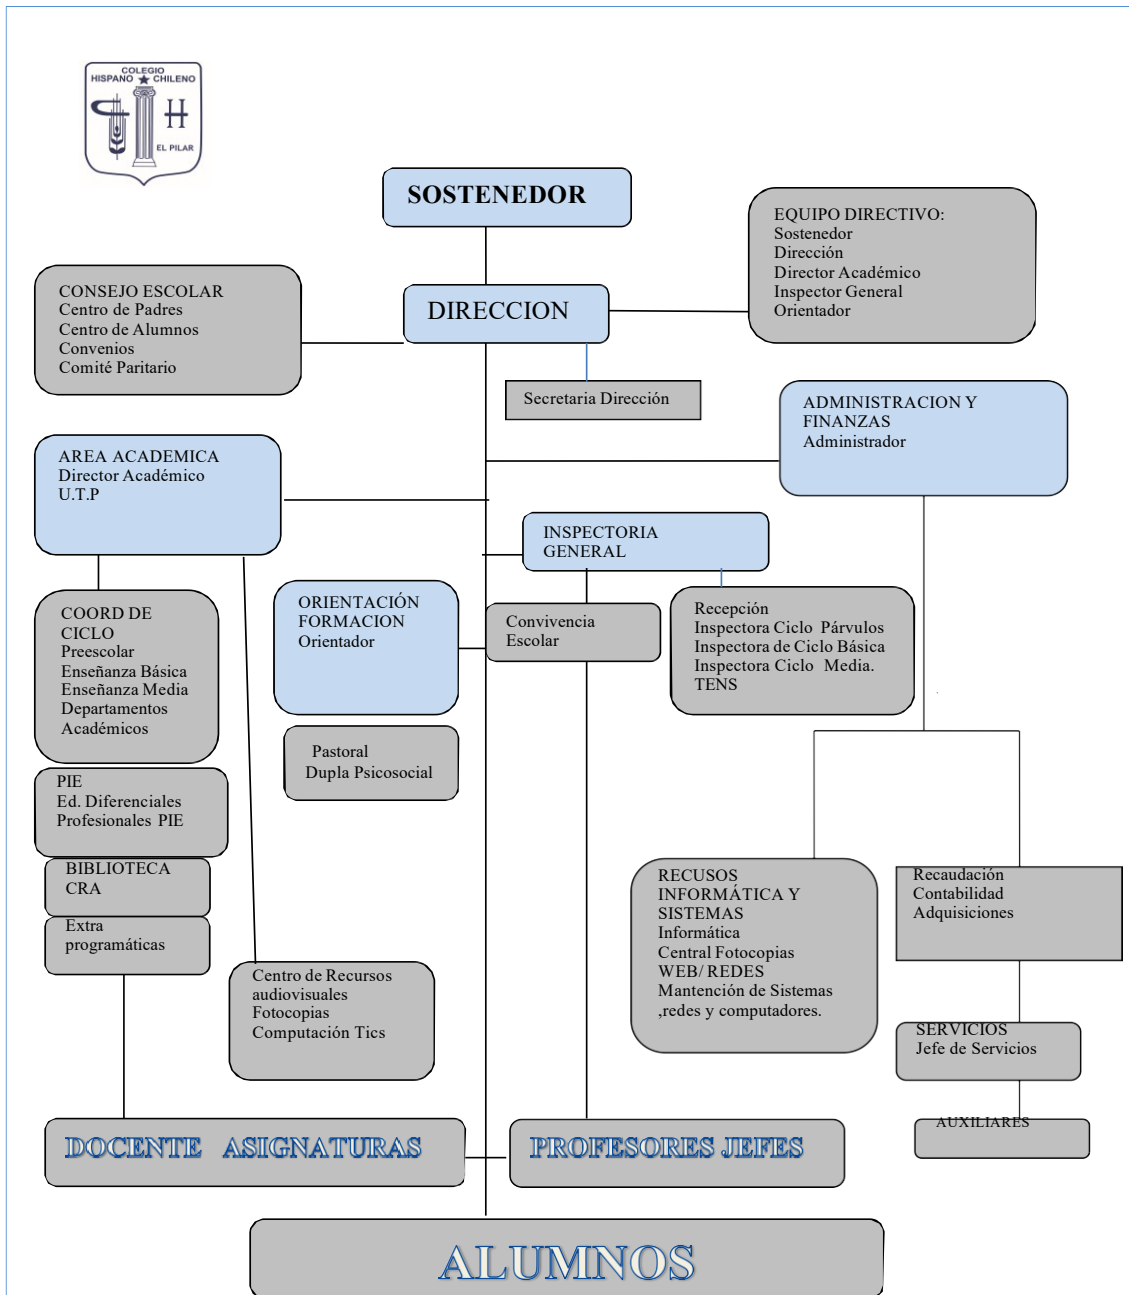 COLEGIO
HISPANO CHILENO
H
EL PILAR
SOSTENEDOR
EQUIPO DIRECTIVO:
Sostenedor
Dirección
Director Académico
Inspector General
Orientador
CONSEJO ESCOLAR
Centro de Padres
Centro de Alumnos
Convenios
Comité Paritario
DIRECCION
Secretaria Dirección
ADMINISTRACION Y
FINANZAS
Administrador
AREA ACADEMICA
Director Académico
U.T.P
INSPECTORIA
GENERAL
COORD DE
CICLO
Preescolar
Enseñanza Básica
Enseñanza Media
Departamentos
Académicos
ORIENTACIÓN
FORMACION
Orientador
Convivencia
Escolar
Recepción
Inspectora Ciclo Párvulos
Inspectora de Ciclo Básica
Inspectora Ciclo Media.
TENS
Pastoral
Dupla Psicosocial
PIE
Ed. Diferenciales
Profesionales PIE
BIBLIOTECA
CRA
Extra
programáticas
Centro de Recursos
audiovisuales
Fotocopias
Computación Tics
RECUSOS
INFORMÁTICA Y
SISTEMAS
Informática
Central Fotocopias
WEB/ REDES
Mantención de Sistemas
,redes y computadores.
Recaudación
Contabilidad
Adquisiciones
SERVICIOS
Jefe de Servicios
AUXILIARES
DOCENTE ASIGNATURAS
PROFESORES JEFES
ALUMNOS